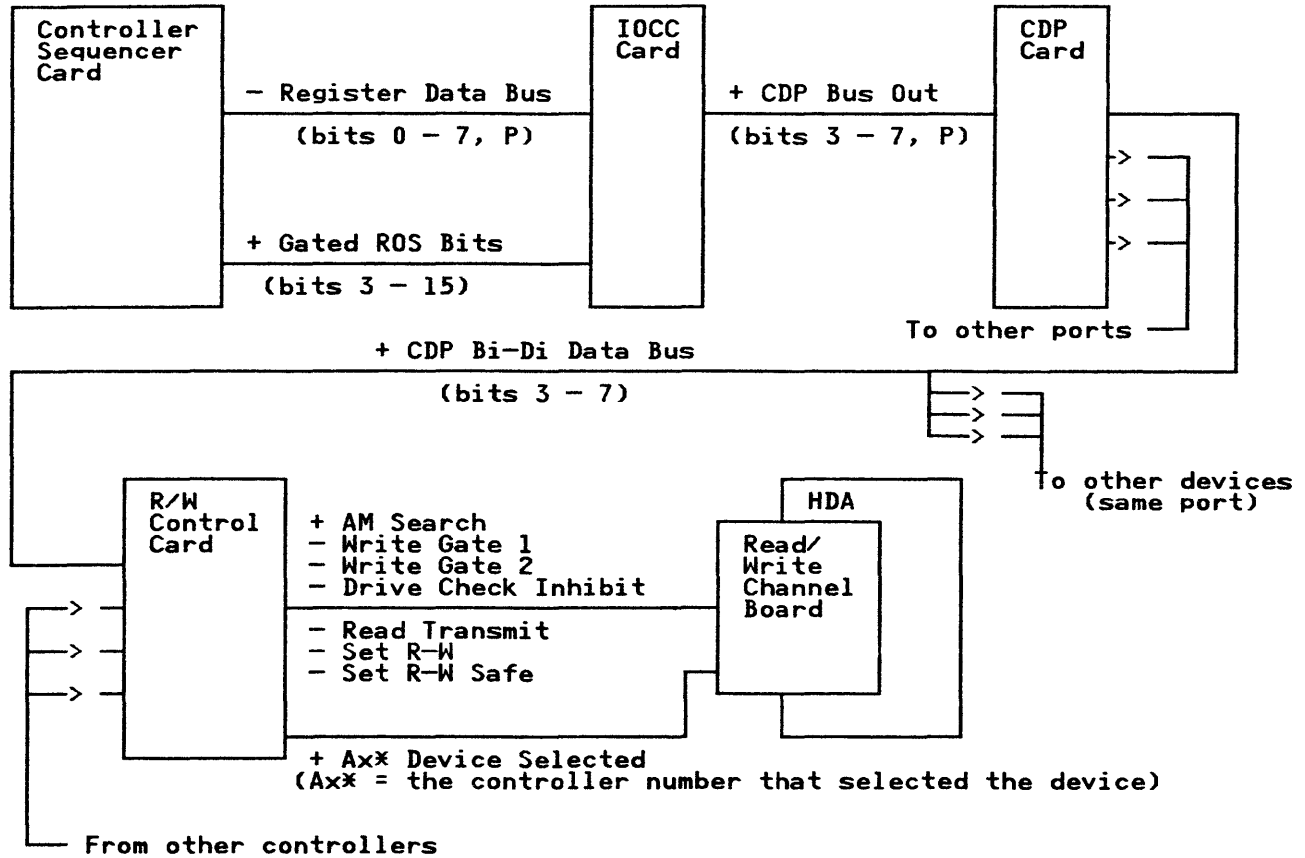 Controller
Sequencer
Card
IOCC
Card
CDP
Card
− Register Data Bus
(bits 0 − 7, P)
+ CDP Bus Out
(bits 3 − 7, P)
+ Gated ROS Bits
(bits 3 − 15)
To other ports
+ CDP Bi-Di Data Bus
(bits 3 − 7)
To other devices
(same port)
R/W
Control
Card
+ AM Search
− Write Gate 1
− Write Gate 2
− Drive Check Inhibit
− Read Transmit
− Set R-W
− Set R-W Safe
HDA
Read/
Write
Channel
Board
+ Ax* Device Selected
(Ax* = the controller number that selected the device)
From other controllers